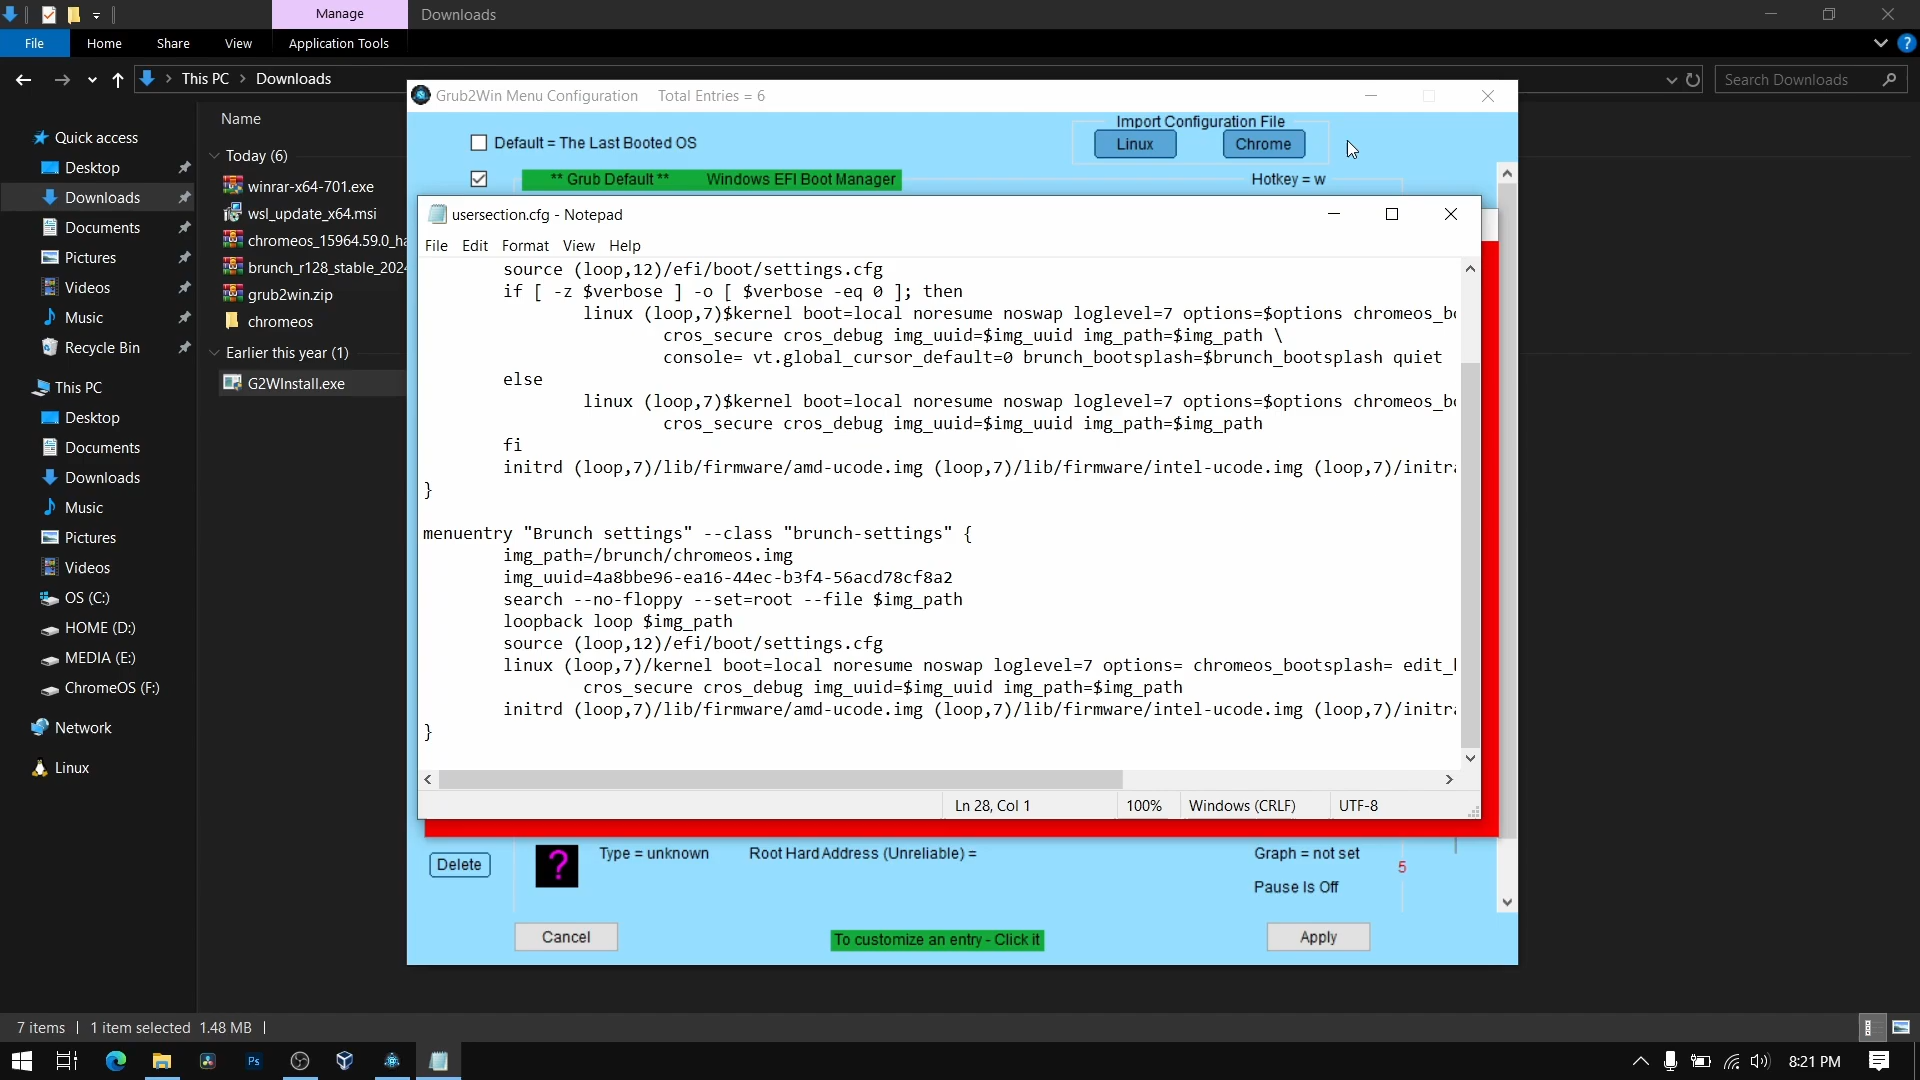 Manage
Downloads
File
Home
Share
View
Application Tools
This PC
Downloads
Search Downloads
Quick access
Desktop
Downloads
Documents
Pictures
Videos
Music
Recycle Bin
This PC
Desktop
Documents
Downloads
Music
Pictures
Videos
OS (C:)
HOME (D:)
MEDIA (E:)
ChromeOS (F:)
Network
Linux
Name
Today (6)
winrar-x64-701.exe
wsl_update_x64.msi
chromeos_15964.59.0_ha
brunch_r128_stable_2024
grub2win.zip
chromeos
Earlier this year (1)
G2WInstall.exe
Grub2Win Menu Configuration Total Entries = 6
Default = The Last Booted OS
Import Configuration File
Linux
Chrome
** Grub Default ** Windows EFI Boot Manager
Hotkey = w
usersection.cfg - Notepad
File Edit Format View Help
source (loop,12)/efi/boot/settings.cfg
if [ -z $verbose ] -o [ $verbose -eq 0 ]; then
linux (loop,7)$kernel boot=local noresume noswap loglevel=7 options=$options chromeos_b
cros_secure cros_debug img_uuid=$img_uuid img_path=$img_path \
console= vt.global_cursor_default=0 brunch_bootsplash=$brunch_bootsplash quiet
else
linux (loop,7)$kernel boot=local noresume noswap loglevel=7 options=$options chromeos_b
cros_secure cros_debug img_uuid=$img_uuid img_path=$img_path
fi
initrd (loop,7)/lib/firmware/amd-ucode.img (loop,7)/lib/firmware/intel-ucode.img (loop,7)/initr
}
menuentry "Brunch settings" --class "brunch-settings" {
img_path=/brunch/chromeos.img
img_uuid=4a8bbe96-ea16-44ec-b3f4-56acd78cf8a2
search --no-floppy --set=root --file $img_path
loopback loop $img_path
source (loop,12)/efi/boot/settings.cfg
linux (loop,7)/kernel boot=local noresume noswap loglevel=7 options= chromeos_bootsplash= edit_
cros_secure cros_debug img_uuid=$img_uuid img_path=$img_path
initrd (loop,7)/lib/firmware/amd-ucode.img (loop,7)/lib/firmware/intel-ucode.img (loop,7)/initr
}
Ln 28, Col 1
100%
Windows (CRLF)
UTF-8
Delete
?
Type = unknown
Root Hard Address (Unreliable) =
Graph = not set
5
Pause Is Off
Cancel
To customize an entry - Click it
Apply
7 items
1 item selected 1.48 MB
Ps
8:21 PM